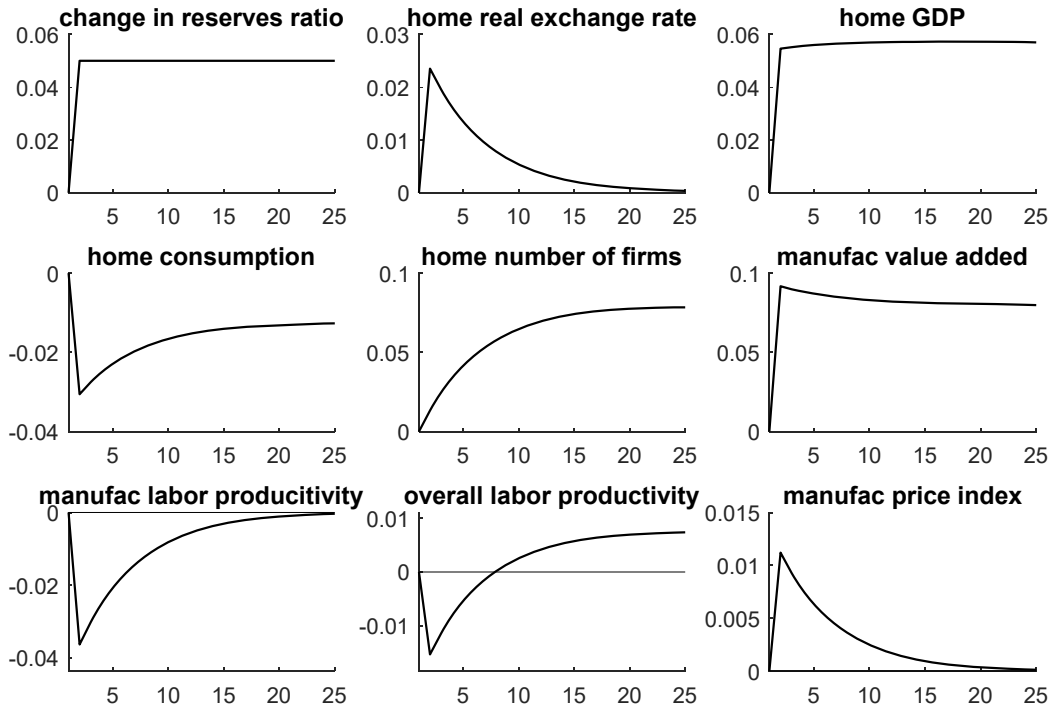 change in reserves ratio
0.06
0.04
0.02
0
5 10 15 20 25
home real exchange rate
0.03
0.02
0.01
0
5 10 15 20 25
home GDP
0.06
0.04
0.02
0
5 10 15 20 25
home consumption
0
-0.02
-0.04
5 10 15 20 25
home number of firms
0.1
0.05
0
5 10 15 20 25
manufac value added
0.1
0.05
0
5 10 15 20 25
manufac labor producitivity
0
-0.02
-0.04
5 10 15 20 25
overall labor productivity
0.01
0
-0.01
5 10 15 20 25
manufac price index
0.015
0.01
0.005
0
5 10 15 20 25